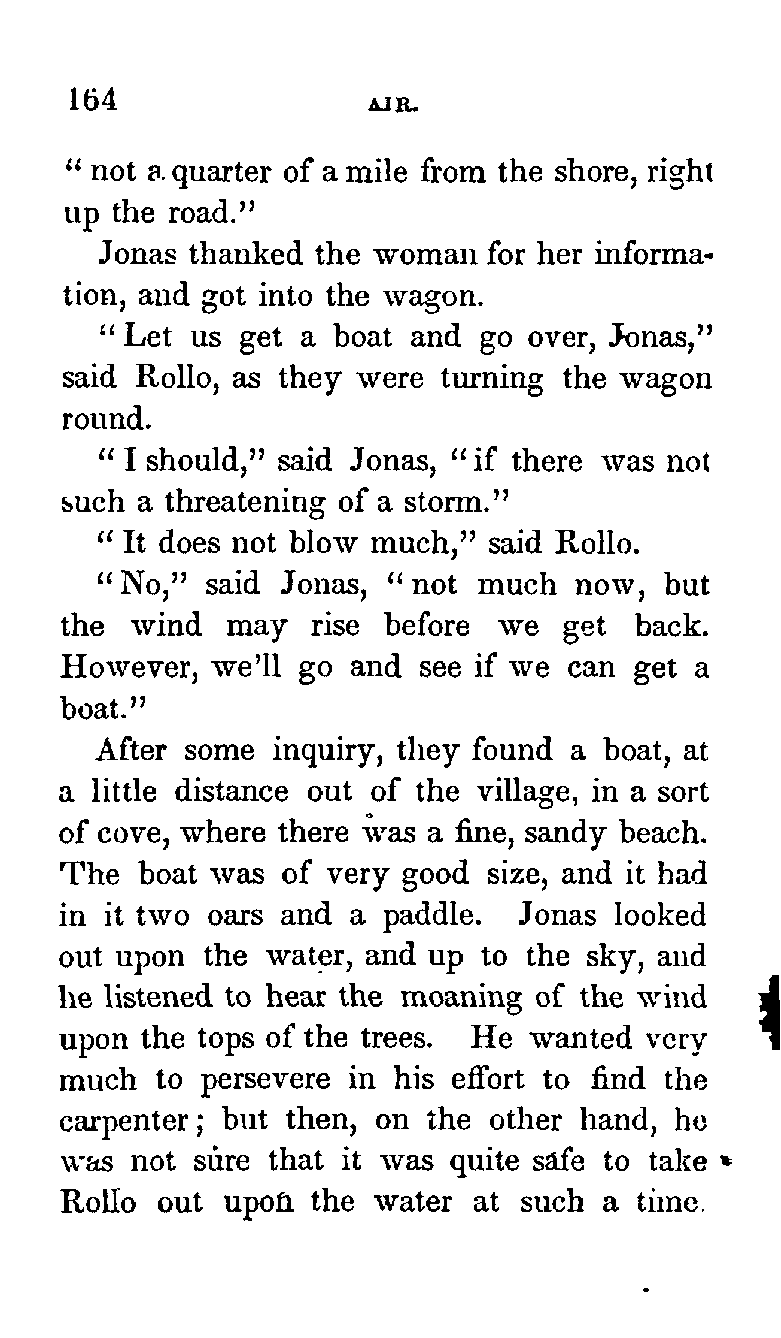 164 AIR.
“ not a quarter of a mile from the shore, right
up the road.”
Jonas thanked the woman for her informa-
tion, and got into the wagon.
“ Let us get a boat and go over, Jonas,”
said Rollo, as they were turning the wagon
round.
“ I should,” said Jonas, “ if there was not
such a threatening of a storm.”
“ It does not blow much,” said Rollo.
“ No,” said Jonas, “ not much now, but
the wind may rise before we get back.
However, we’ll go and see if we can get a
boat.”
After some inquiry, they found a boat, at
a little distance out of the village, in a sort
of cove, where there was a fine, sandy beach.
The boat was of very good size, and it had
in it two oars and a paddle. Jonas looked
out upon the water, and up to the sky, and
he listened to hear the moaning of the wind
upon the tops of the trees. He wanted very
much to persevere in his effort to find the
carpenter ; but then, on the other hand, he
was not sure that it was quite safe to take
Rollo out upon the water at such a time.